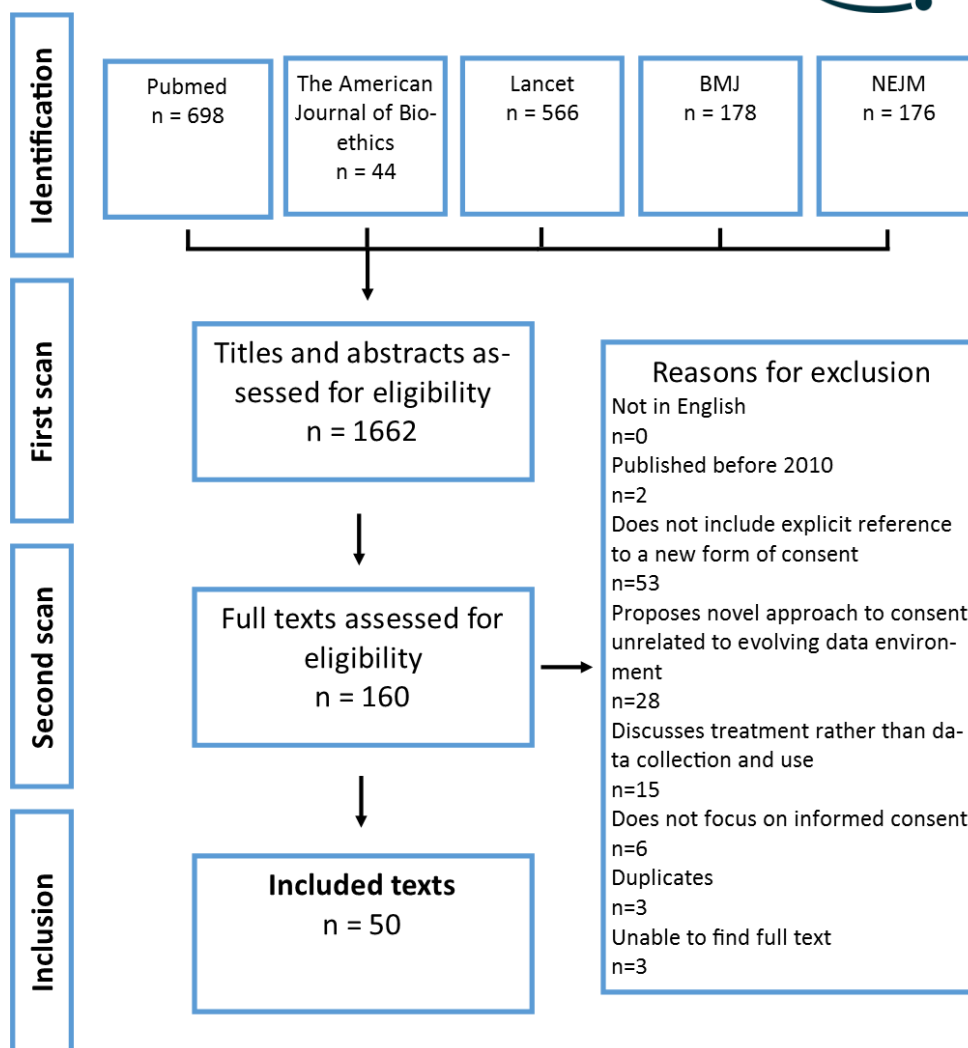 Identification
Pubmed
n = 698
The American
Journal of Bio-
ethics
n = 44
Lancet
n = 566
BMJ
n = 178
NEJM
n = 176
First scan
Titles and abstracts as-
sessed for eligibility
n = 1662
Second scan
Full texts assessed for
eligibility
n = 160
Reasons for exclusion
Not in English
n=0
Published before 2010
n=2
Does not include explicit reference
to a new form of consent
n=53
Proposes novel approach to consent
unrelated to evolving data environ-
ment
n=28
Discusses treatment rather than da-
ta collection and use
n=15
Does not focus on informed consent
n=6
Duplicates
n=3
Unable to find full text
n=3
Inclusion
Included texts
n = 50